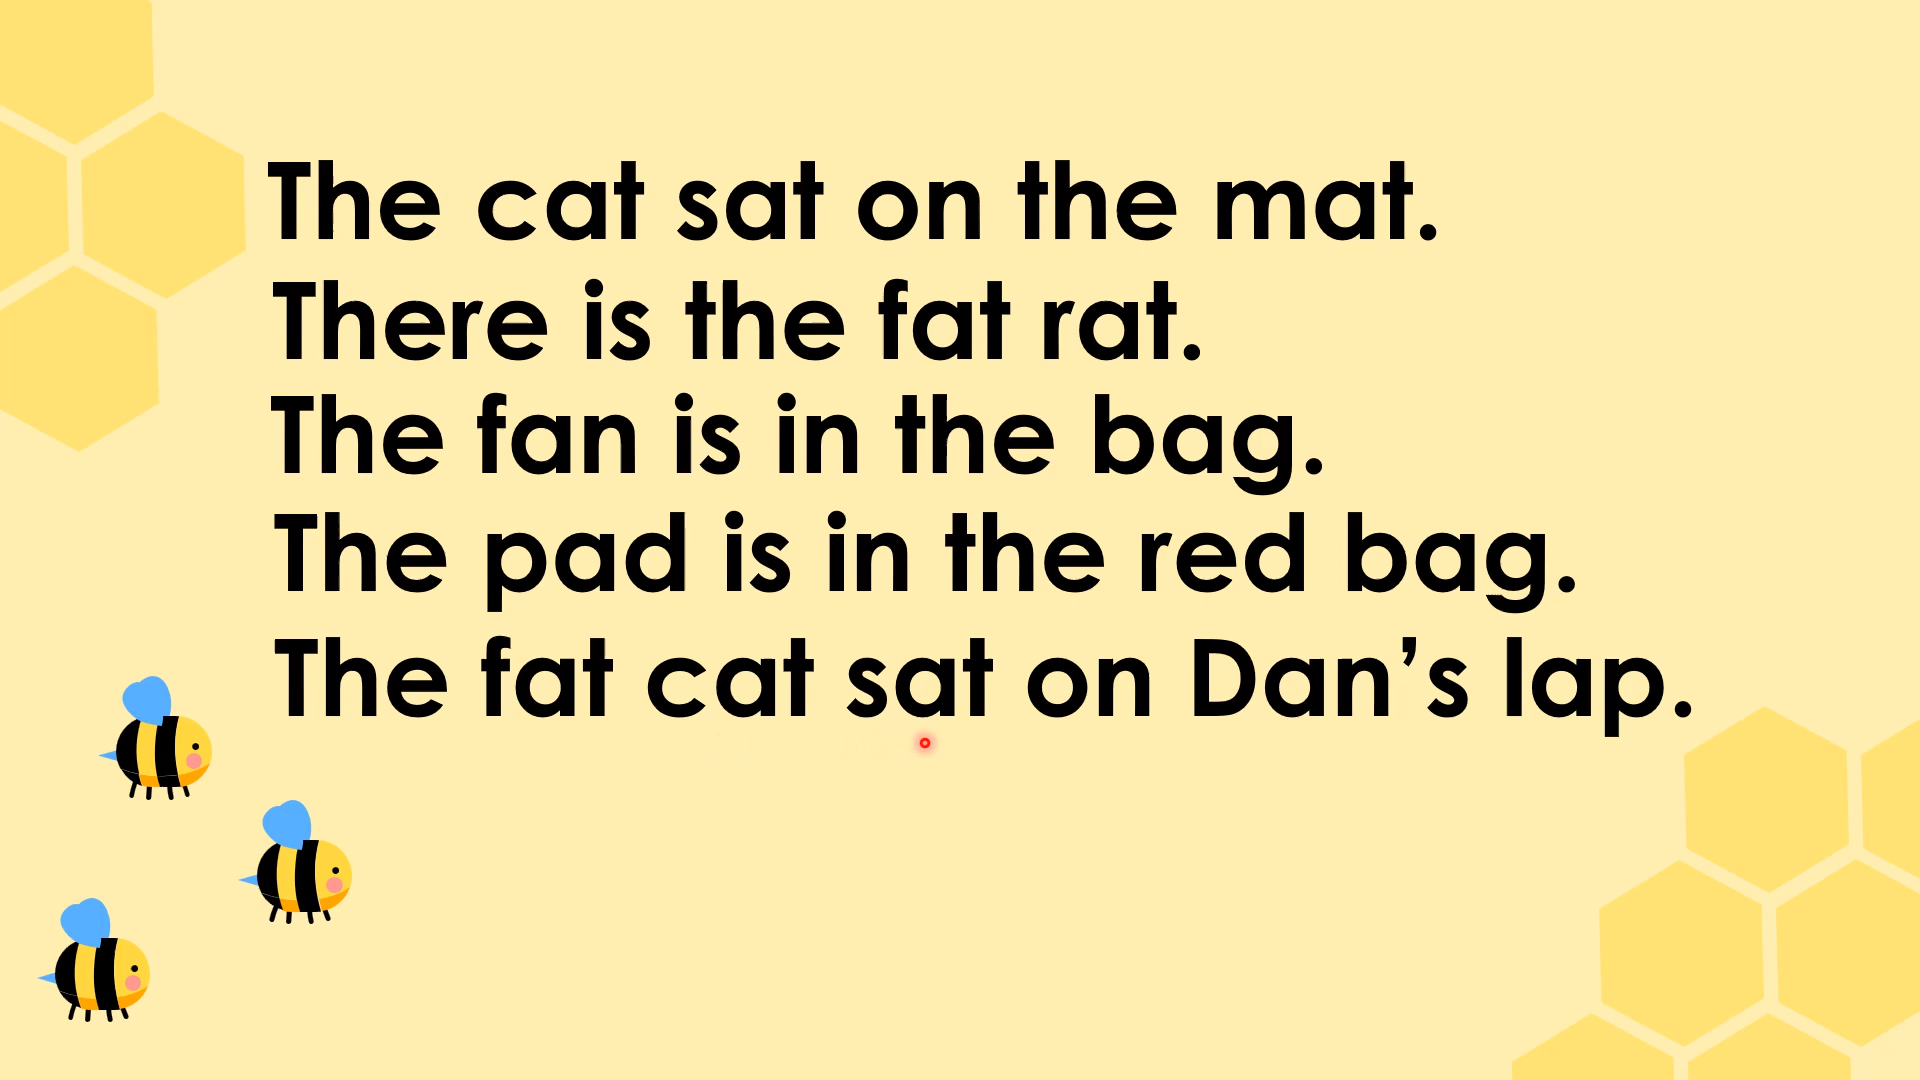 The cat sat on the mat.
There is the fat rat.
The fan is in the bag.
The pad is in the red bag.
The fat cat sat on Dan’s lap.